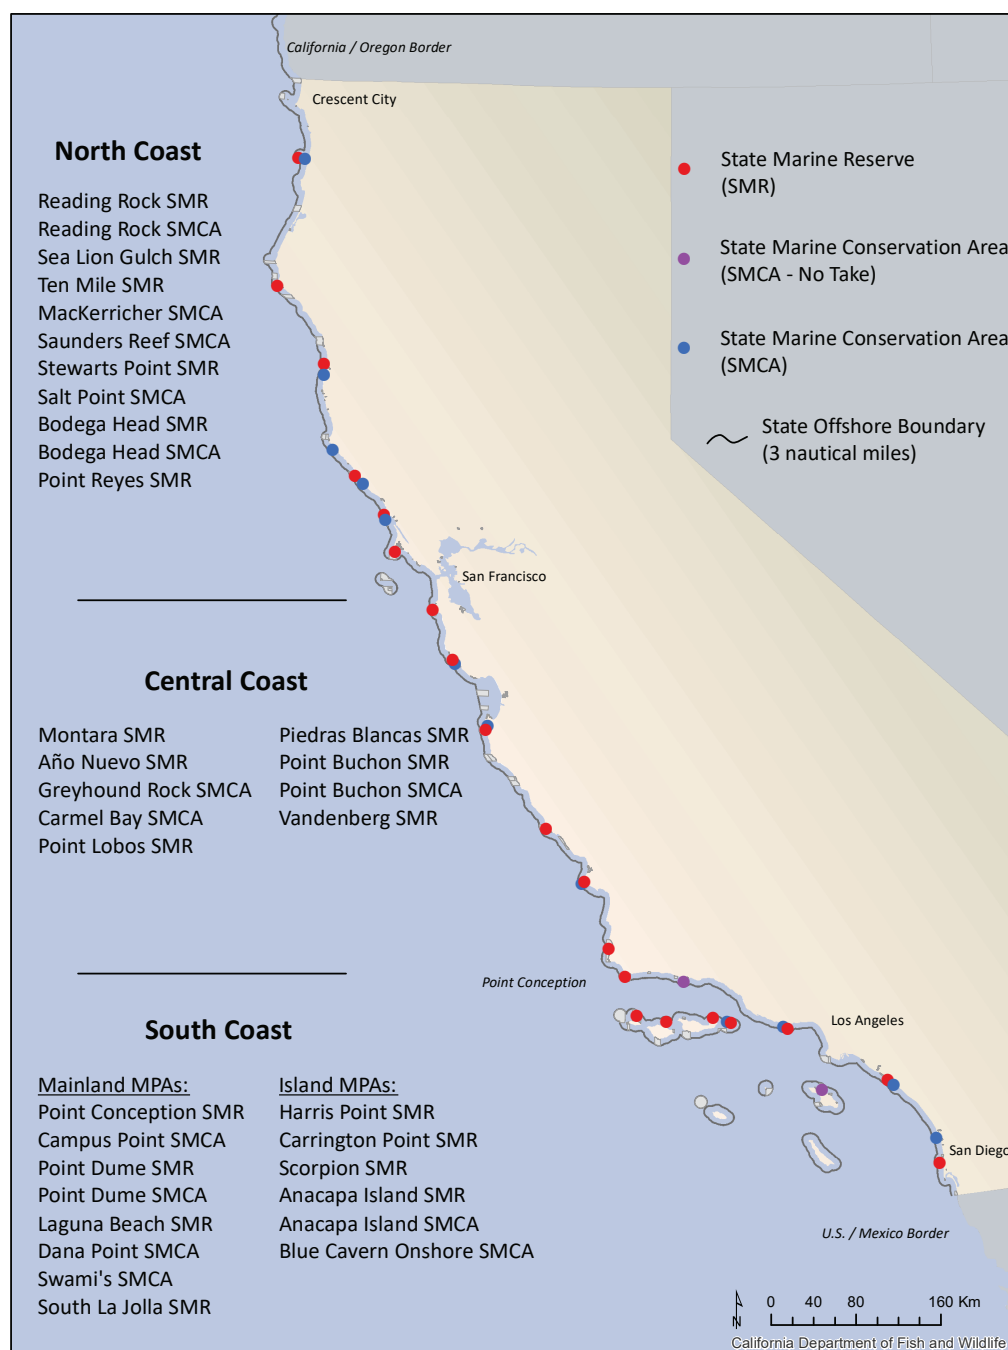 California / Oregon Border
Crescent City
North Coast
Reading Rock SMR
Reading Rock SMCA
Sea Lion Gulch SMR
Ten Mile SMR
MacKerricher SMCA
Saunders Reef SMCA
Stewarts Point SMR
Salt Point SMCA
Bodega Head SMR
Bodega Head SMCA
Point Reyes SMR
State Marine Reserve
(SMR)
State Marine Conservation Area
(SMCA - No Take)
State Marine Conservation Area
(SMCA)
State Offshore Boundary
(3 nautical miles)
San Francisco
Central Coast
Montara SMR
Año Nuevo SMR
Greyhound Rock SMCA
Carmel Bay SMCA
Point Lobos SMR
Piedras Blancas SMR
Point Buchon SMR
Point Buchon SMCA
Vandenberg SMR
Point Conception
Los Angeles
South Coast
Mainland MPAs:
Point Conception SMR
Campus Point SMCA
Point Dume SMR
Point Dume SMCA
Laguna Beach SMR
Dana Point SMCA
Swami's SMCA
South La Jolla SMR
Island MPAs:
Harris Point SMR
Carrington Point SMR
Scorpion SMR
Anacapa Island SMR
Anacapa Island SMCA
Blue Cavern Onshore SMCA
San Diego
U.S. / Mexico Border
N
0 40 80 160 Km
California Department of Fish and Wildlife